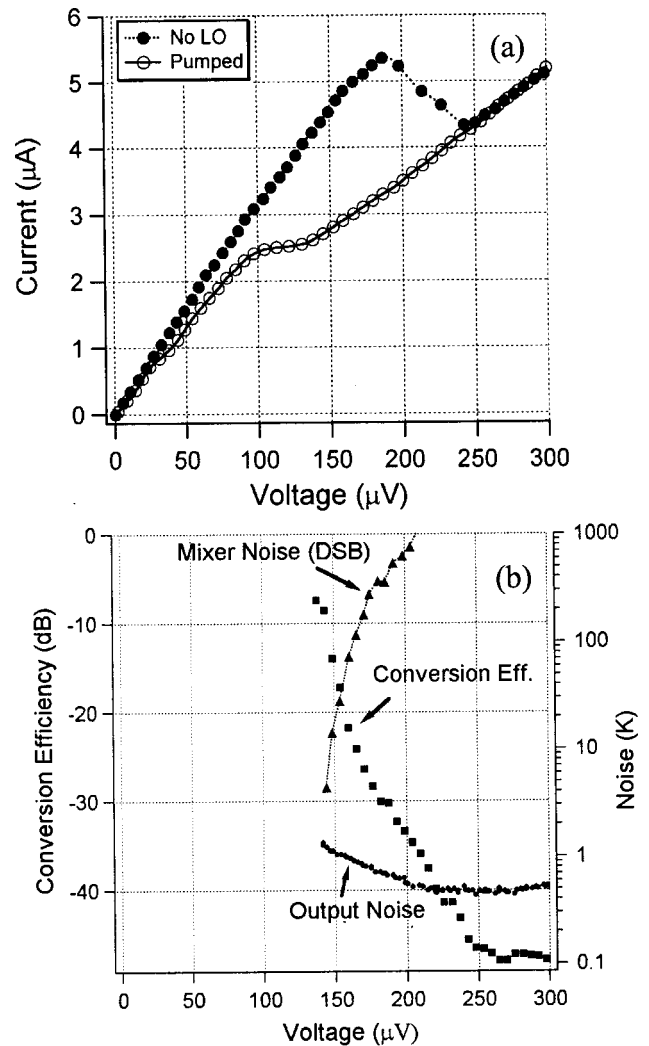 (a)
No LO
Pumped
6
5
4
3
2
1
0
Current (μA)
0
50
100
150
200
250
300
Voltage (μV)
(b)
Mixer Noise (DSB)
Conversion Eff.
Output Noise
0
-10
-20
-30
-40
Conversion Efficiency (dB)
1000
100
10
1
0.1
Noise (K)
0
50
100
150
200
250
300
Voltage (μV)